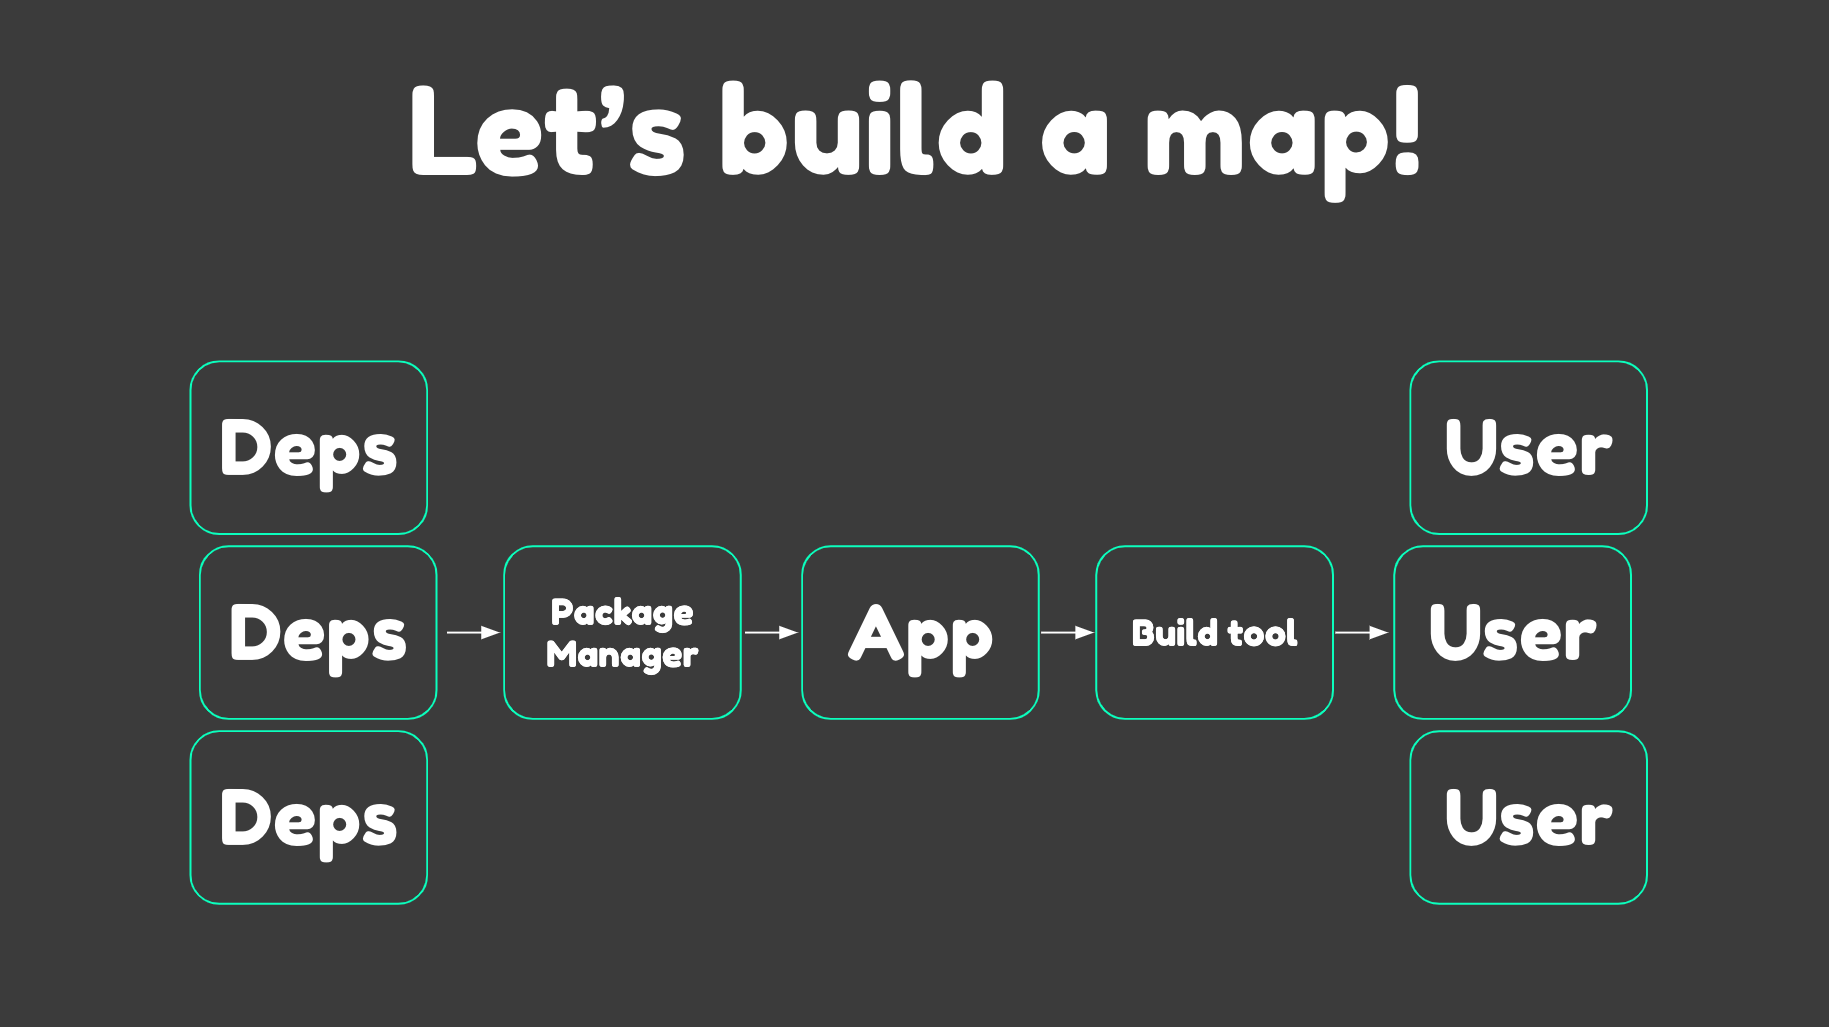 Let’s build a map!
Deps
User
Deps
Package
Manager
App
Build tool
User
Deps
User